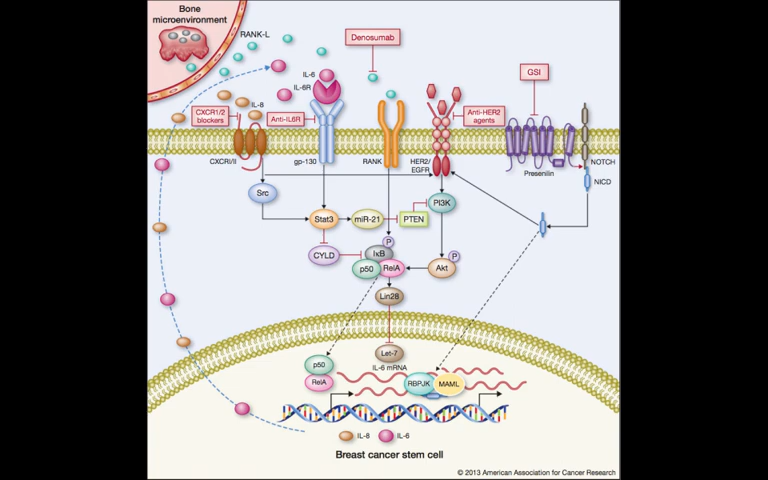 Bone
microenvironment
RANK-L
Denosumab
IL-6
IL-6R
GSI
IL-8
CXCR1/2
blockers
Anti-IL6R
Anti-HER2
agents
CXCRI/II
gp-130
RANK
HER2/
EGFR
Presenilin
NOTCH
NICD
Src
Stat3
miR-21
PTEN
PI3K
P
CYLD
IκB
p50
RelA
Akt
P
Lin28
Let-7
IL-6 mRNA
p50
RelA
RBPJK
MAML
IL-8
IL-6
Breast cancer stem cell
© 2013 American Association for Cancer Research